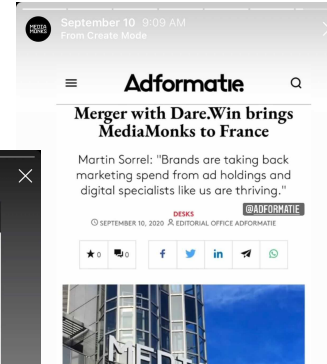 MEDIA
MONKS
September 10 9:09 AM
From Create Mode
Adformatie
Merger with Dare.Win brings
MediaMonks to France
Martin Sorrel: "Brands are taking back
marketing spend from ad holdings and
digital specialists like us are thriving."
@ADFORMATIE
DESKS
SEPTEMBER 10, 2020 EDITORIAL OFFICE ADFORMATIE
0 0
MED